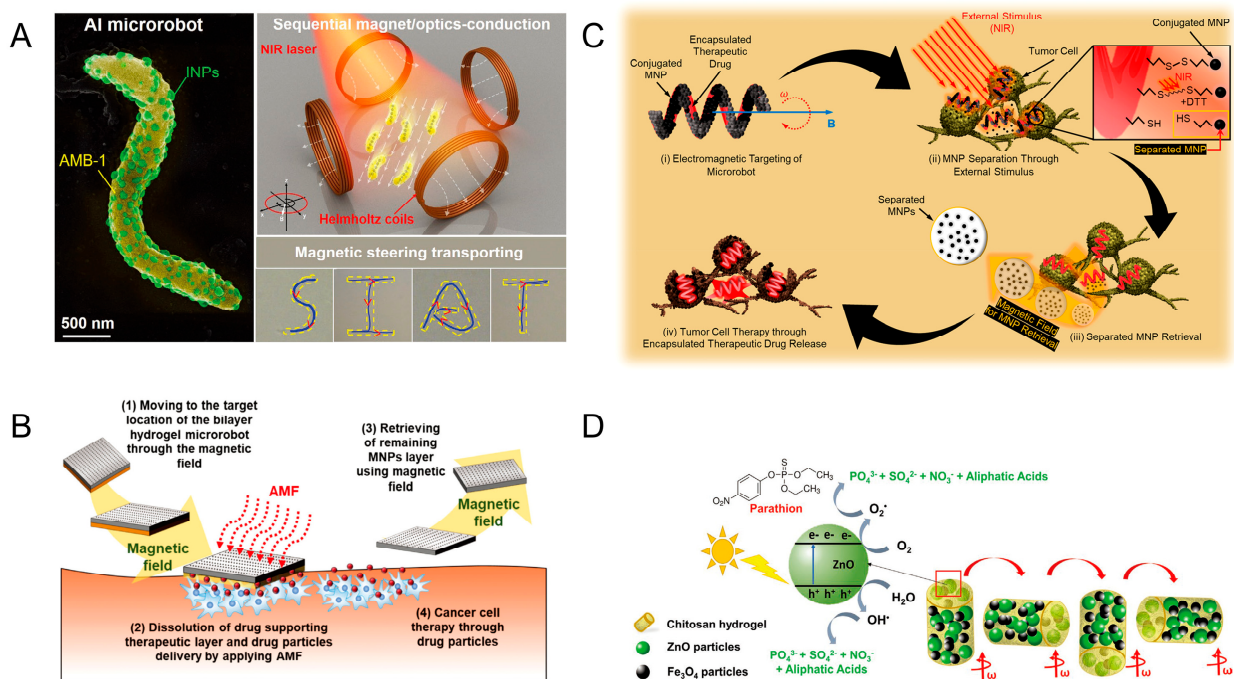 A
AI microrobot
INPs
AMB-1
500 nm
Sequential magnet/optics-conduction
NIR laser
Helmholtz coils
Magnetic steering transporting
S I A T
C
Conjugated
MNP
Encapsulated
Therapeutic
Drug
ω
B
(i) Electromagnetic Targeting of
Microrobot
External Stimulus
(NIR)
Tumor Cell
Conjugated MNP
S
S
NIR
S
S
+DTT
SH
HS
Separated MNP
(ii) MNP Separation Through
External Stimulus
Separated
MNPs
Magnetic Field
for MNP Retrieval
(iii) Separated MNP Retrieval
(iv) Tumor Cell Therapy through
Encapsulated Therapeutic Drug Release
B
(1) Moving to the target
location of the bilayer
hydrogel microrobot
through the magnetic
field
AMF
Magnetic
field
(2) Dissolution of drug supporting
therapeutic layer and drug particles
delivery by applying AMF
(3) Retrieving
of remaining
MNPs layer
using magnetic
field
Magnetic
field
(4) Cancer cell
therapy through
drug particles
D
S
O P O CH₃
O CH₃
O₂N
Parathion
PO₄³⁻ + SO₄²⁻ + NO₃⁻ + Aliphatic Acids
O₂•
O₂
e- e- e-
ZnO
h⁺ h⁺ h⁺
H₂O
OH•
PO₄³⁻ + SO₄²⁻ + NO₃⁻
+ Aliphatic Acids
Chitosan hydrogel
ZnO particles
Fe₃O₄ particles
ω
ω
ω
ω